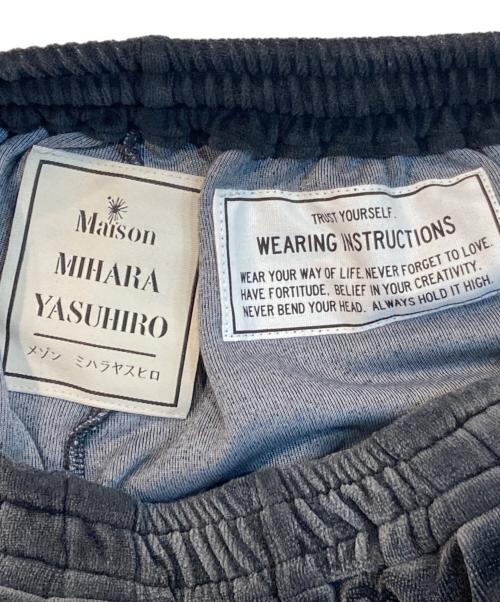 Maison
MIHARA
YASUHIRO
メゾン ミハラヤスヒロ
TRUST YOURSELF.
WEARING INSTRUCTIONS
WEAR YOUR WAY OF LIFE. NEVER FORGET TO LOVE.
HAVE FORTITUDE. BELIEF IN YOUR CREATIVITY.
NEVER BEND YOUR HEAD. ALWAYS HOLD IT HIGH.